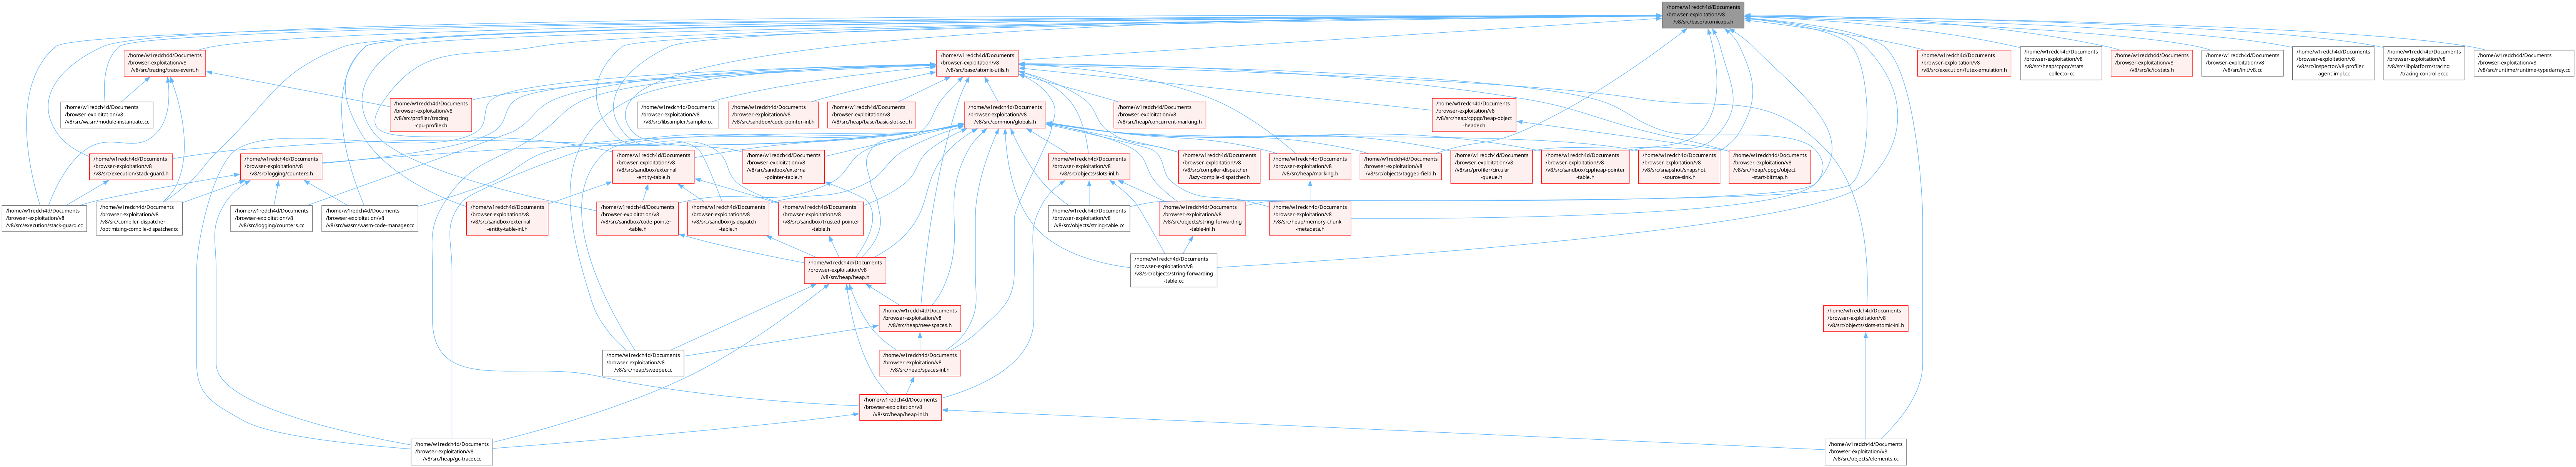 /home/w1redch4d/Documents
/browser-exploitation/v8
/v8/src/base/atomicops.h
/home/w1redch4d/Documents
/browser-exploitation/v8
/v8/src/tracing/trace-event.h
/home/w1redch4d/Documents
/browser-exploitation/v8
/v8/src/base/atomic-utils.h
/home/w1redch4d/Documents
/browser-exploitation/v8
/v8/src/execution/futex-emulation.h
/home/w1redch4d/Documents
/browser-exploitation/v8
/v8/src/heap/cppgc/stats
-collector.cc
/home/w1redch4d/Documents
/browser-exploitation/v8
/v8/src/ic/ic-stats.h
/home/w1redch4d/Documents
/browser-exploitation/v8
/v8/src/init/v8.cc
/home/w1redch4d/Documents
/browser-exploitation/v8
/v8/src/inspector/v8-profiler
-agent-impl.cc
/home/w1redch4d/Documents
/browser-exploitation/v8
/v8/src/libplatform/tracing
/tracing-controller.cc
/home/w1redch4d/Documents
/browser-exploitation/v8
/v8/src/runtime/runtime-typedarray.cc
/home/w1redch4d/Documents
/browser-exploitation/v8
/v8/src/wasm/module-instantiate.cc
/home/w1redch4d/Documents
/browser-exploitation/v8
/v8/src/profiler/tracing
-cpu-profiler.h
/home/w1redch4d/Documents
/browser-exploitation/v8
/v8/src/libsampler/sampler.cc
/home/w1redch4d/Documents
/browser-exploitation/v8
/v8/src/sandbox/code-pointer-inl.h
/home/w1redch4d/Documents
/browser-exploitation/v8
/v8/src/heap/base/basic-slot-set.h
/home/w1redch4d/Documents
/browser-exploitation/v8
/v8/src/common/globals.h
/home/w1redch4d/Documents
/browser-exploitation/v8
/v8/src/heap/concurrent-marking.h
/home/w1redch4d/Documents
/browser-exploitation/v8
/v8/src/heap/cppgc/heap-object
-header.h
/home/w1redch4d/Documents
/browser-exploitation/v8
/v8/src/execution/stack-guard.h
/home/w1redch4d/Documents
/browser-exploitation/v8
/v8/src/logging/counters.h
/home/w1redch4d/Documents
/browser-exploitation/v8
/v8/src/sandbox/external
-entity-table.h
/home/w1redch4d/Documents
/browser-exploitation/v8
/v8/src/sandbox/external
-pointer-table.h
/home/w1redch4d/Documents
/browser-exploitation/v8
/v8/src/objects/slots-inl.h
/home/w1redch4d/Documents
/browser-exploitation/v8
/v8/src/compiler-dispatcher
/lazy-compile-dispatcher.h
/home/w1redch4d/Documents
/browser-exploitation/v8
/v8/src/heap/marking.h
/home/w1redch4d/Documents
/browser-exploitation/v8
/v8/src/objects/tagged-field.h
/home/w1redch4d/Documents
/browser-exploitation/v8
/v8/src/profiler/circular
-queue.h
/home/w1redch4d/Documents
/browser-exploitation/v8
/v8/src/sandbox/cppheap-pointer
-table.h
/home/w1redch4d/Documents
/browser-exploitation/v8
/v8/src/snapshot/snapshot
-source-sink.h
/home/w1redch4d/Documents
/browser-exploitation/v8
/v8/src/heap/cppgc/object
-start-bitmap.h
/home/w1redch4d/Documents
/browser-exploitation/v8
/v8/src/execution/stack-guard.cc
/home/w1redch4d/Documents
/browser-exploitation/v8
/v8/src/compiler-dispatcher
/optimizing-compile-dispatcher.cc
/home/w1redch4d/Documents
/browser-exploitation/v8
/v8/src/logging/counters.cc
/home/w1redch4d/Documents
/browser-exploitation/v8
/v8/src/wasm/wasm-code-manager.cc
/home/w1redch4d/Documents
/browser-exploitation/v8
/v8/src/sandbox/external
-entity-table-inl.h
/home/w1redch4d/Documents
/browser-exploitation/v8
/v8/src/sandbox/code-pointer
-table.h
/home/w1redch4d/Documents
/browser-exploitation/v8
/v8/src/sandbox/js-dispatch
-table.h
/home/w1redch4d/Documents
/browser-exploitation/v8
/v8/src/sandbox/trusted-pointer
-table.h
/home/w1redch4d/Documents
/browser-exploitation/v8
/v8/src/objects/string-table.cc
/home/w1redch4d/Documents
/browser-exploitation/v8
/v8/src/objects/string-forwarding
-table-inl.h
/home/w1redch4d/Documents
/browser-exploitation/v8
/v8/src/heap/memory-chunk
-metadata.h
/home/w1redch4d/Documents
/browser-exploitation/v8
/v8/src/heap/heap.h
/home/w1redch4d/Documents
/browser-exploitation/v8
/v8/src/objects/string-forwarding
-table.cc
/home/w1redch4d/Documents
/browser-exploitation/v8
/v8/src/heap/new-spaces.h
/home/w1redch4d/Documents
/browser-exploitation/v8
/v8/src/objects/slots-atomic-inl.h
/home/w1redch4d/Documents
/browser-exploitation/v8
/v8/src/heap/sweeper.cc
/home/w1redch4d/Documents
/browser-exploitation/v8
/v8/src/heap/spaces-inl.h
/home/w1redch4d/Documents
/browser-exploitation/v8
/v8/src/heap/heap-inl.h
/home/w1redch4d/Documents
/browser-exploitation/v8
/v8/src/heap/gc-tracer.cc
/home/w1redch4d/Documents
/browser-exploitation/v8
/v8/src/objects/elements.cc